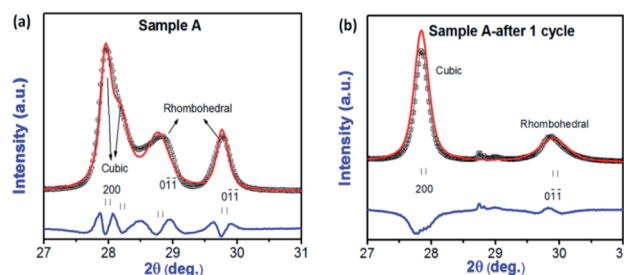 (a)
Sample A
Intensity (a.u.)
Rhombohedral
Cubic
200
01̅1̅
01̅1̅
27 28 29 30 31
2θ (deg.)
(b)
Sample A-after 1 cycle
Intensity (a.u.)
Cubic
Rhombohedral
200
01̅1̅
27 28 29 30 31
2θ (deg.)